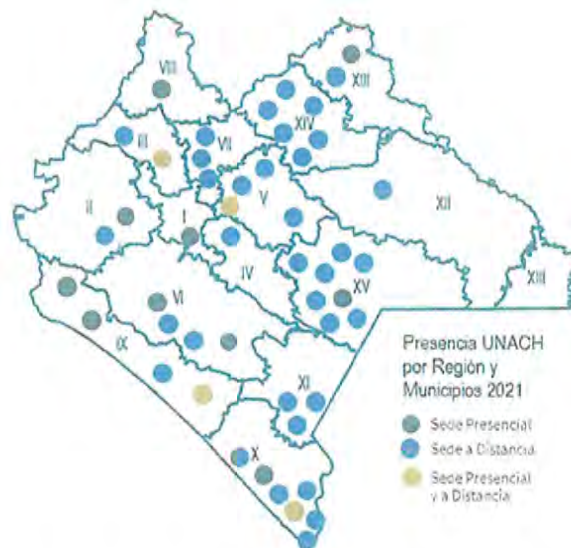 VIII
XIII
III
VII
XIV
II
I
V
XII
IV
XV
XIII
VI
IX
XI
X
Presencia UNACH
por Región y
Municipios 2021
Sede Presencial
Sede a Distancia
Sede Presencial
y a Distancia